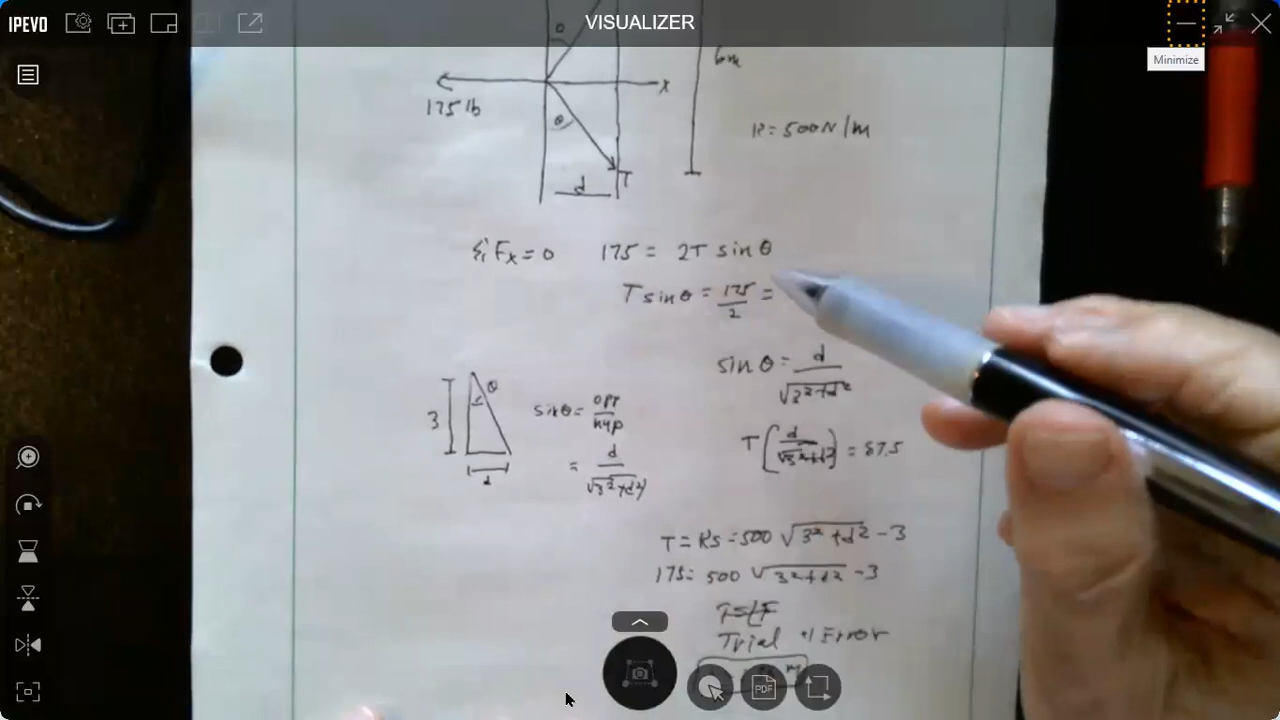 IPEVO
VISUALIZER
Minimize
θ
6m
x
175 lb
θ
K = 500N/m
T
d
ΣFx = 0 175 = 2T sin θ
T sin θ = 175/2 =
sin θ = d/√3²+d²
3
θ
d
sin θ = opp/hyp
= d/√3²+d²
T [d/√3²+d²] = 87.5
T = Ks = 500 √3²+d² - 3
175 = 500 √3²+d² - 3
Trial + Error
m
PDF